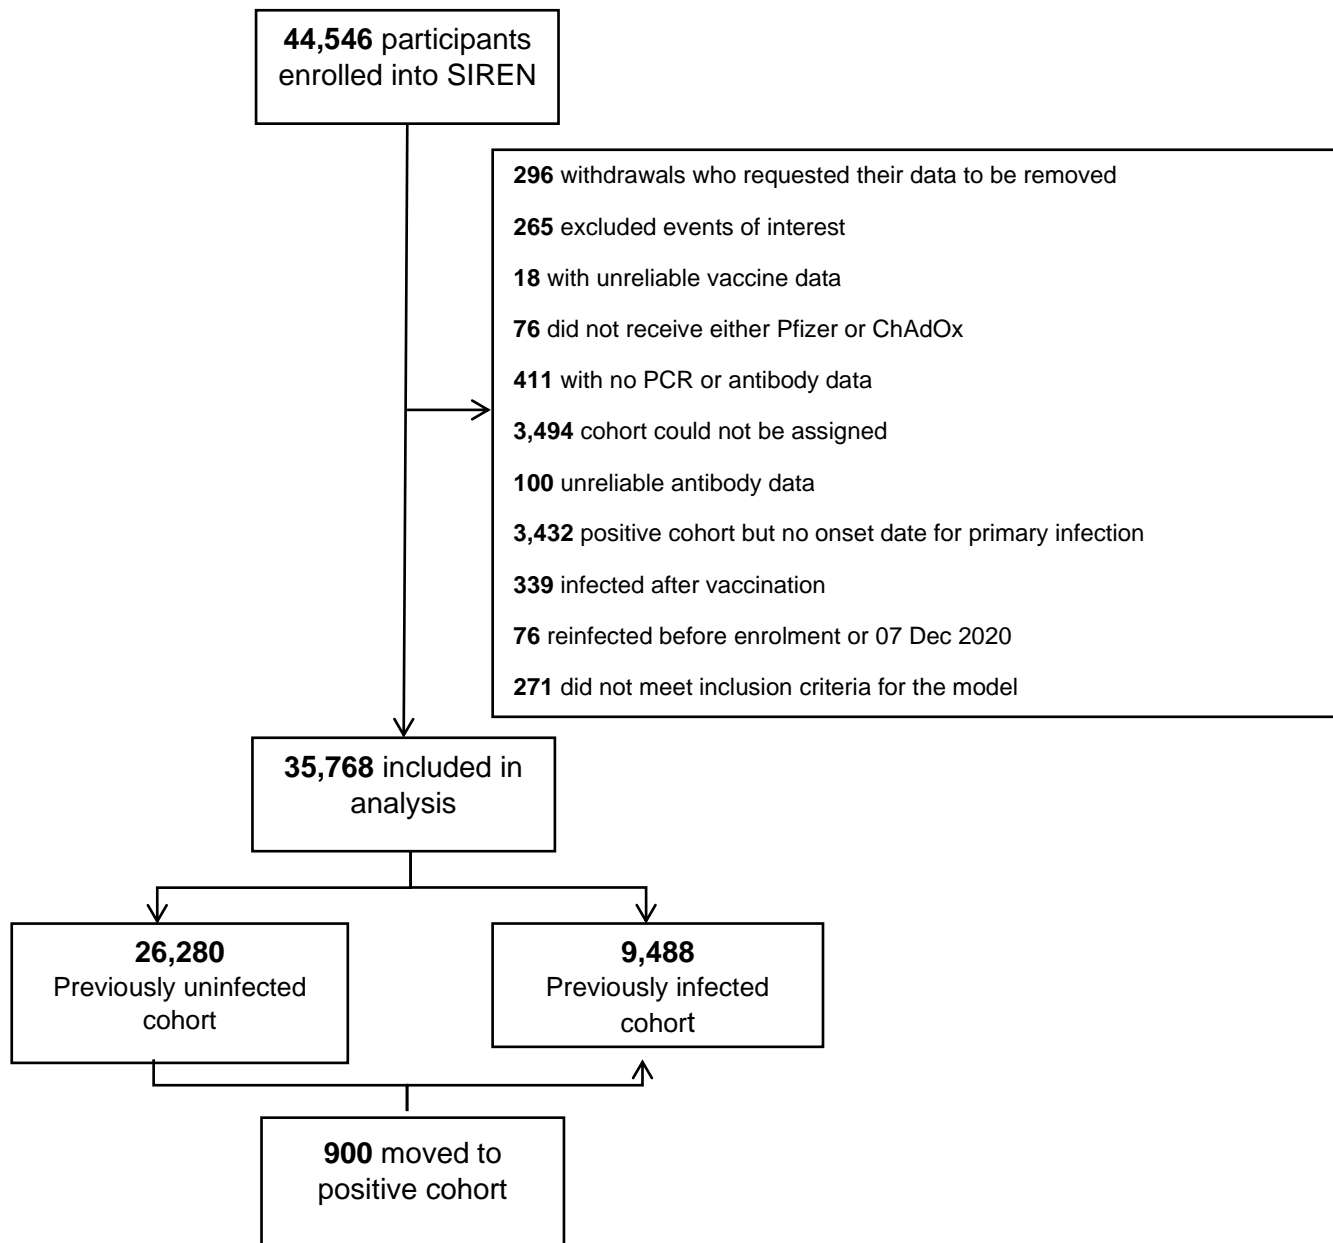 44,546 participants
enrolled into SIREN
296 withdrawals who requested their data to be removed
265 excluded events of interest
18 with unreliable vaccine data
76 did not receive either Pfizer or ChAdOx
411 with no PCR or antibody data
3,494 cohort could not be assigned
100 unreliable antibody data
3,432 positive cohort but no onset date for primary infection
339 infected after vaccination
76 reinfected before enrolment or 07 Dec 2020
271 did not meet inclusion criteria for the model
35,768 included in
analysis
26,280
Previously uninfected
cohort
9,488
Previously infected
cohort
900 moved to
positive cohort